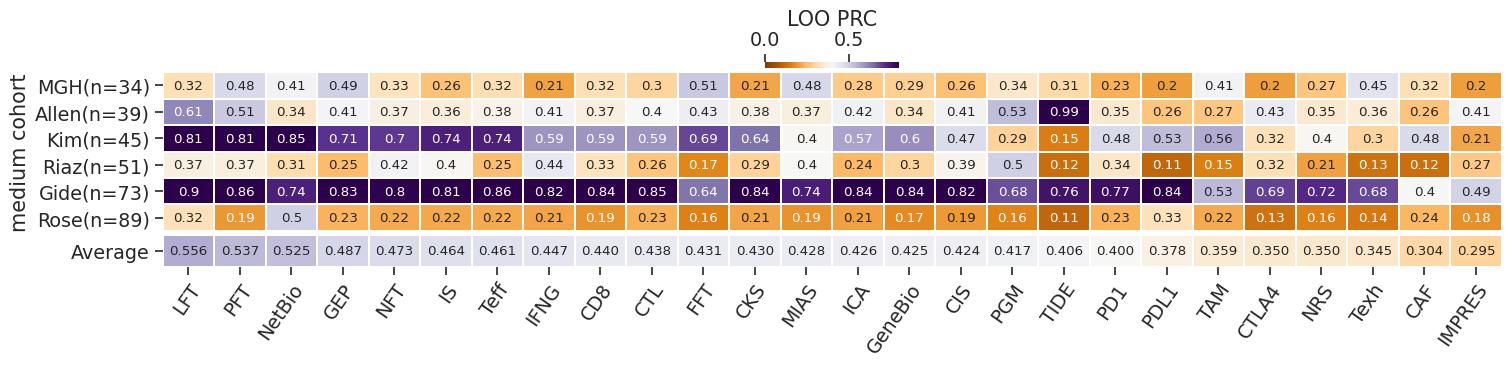 LOO PRC
0.0 0.5
medium cohort
MGH(n=34) 0.32 0.48 0.41 0.49 0.33 0.26 0.32 0.21 0.32 0.3 0.51 0.21 0.48 0.28 0.29 0.26 0.34 0.31 0.23 0.2 0.41 0.2 0.27 0.45 0.32 0.2
Allen(n=39) 0.61 0.51 0.34 0.41 0.37 0.36 0.38 0.41 0.37 0.4 0.43 0.38 0.37 0.42 0.34 0.41 0.53 0.99 0.35 0.26 0.27 0.43 0.35 0.36 0.26 0.41
Kim(n=45) 0.81 0.81 0.85 0.71 0.7 0.74 0.74 0.59 0.59 0.59 0.69 0.64 0.4 0.57 0.6 0.47 0.29 0.15 0.48 0.53 0.56 0.32 0.4 0.3 0.48 0.21
Riaz(n=51) 0.37 0.37 0.31 0.25 0.42 0.4 0.25 0.44 0.33 0.26 0.17 0.29 0.4 0.24 0.3 0.39 0.5 0.12 0.34 0.11 0.15 0.32 0.21 0.13 0.12 0.27
Gide(n=73) 0.9 0.86 0.74 0.83 0.8 0.81 0.86 0.82 0.84 0.85 0.64 0.84 0.74 0.84 0.84 0.82 0.68 0.76 0.77 0.84 0.53 0.69 0.72 0.68 0.4 0.49
Rose(n=89) 0.32 0.19 0.5 0.23 0.22 0.22 0.22 0.21 0.19 0.23 0.16 0.21 0.19 0.21 0.17 0.19 0.16 0.11 0.23 0.33 0.22 0.13 0.16 0.14 0.24 0.18
Average 0.556 0.537 0.525 0.487 0.473 0.464 0.461 0.447 0.440 0.438 0.431 0.430 0.428 0.426 0.425 0.424 0.417 0.406 0.400 0.378 0.359 0.350 0.350 0.345 0.304 0.295
LFT PFT NetBio GEP NFT IS Teff IFNG CD8 CTL FFT CKS MIAS ICA GeneBio CIS PGM TIDE PD1 PDL1 TAM CTLA4 NRS Texh CAF IMPRES